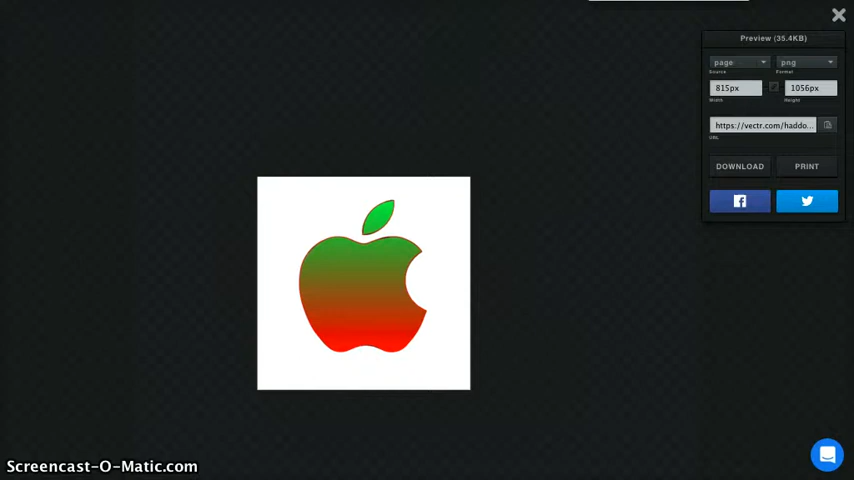 Preview (35.4KB)
page png
Source Format
815px 1056px
Width Height
https://vectr.com/haddo...
URL
DOWNLOAD PRINT
Screencast-O-Matic.com